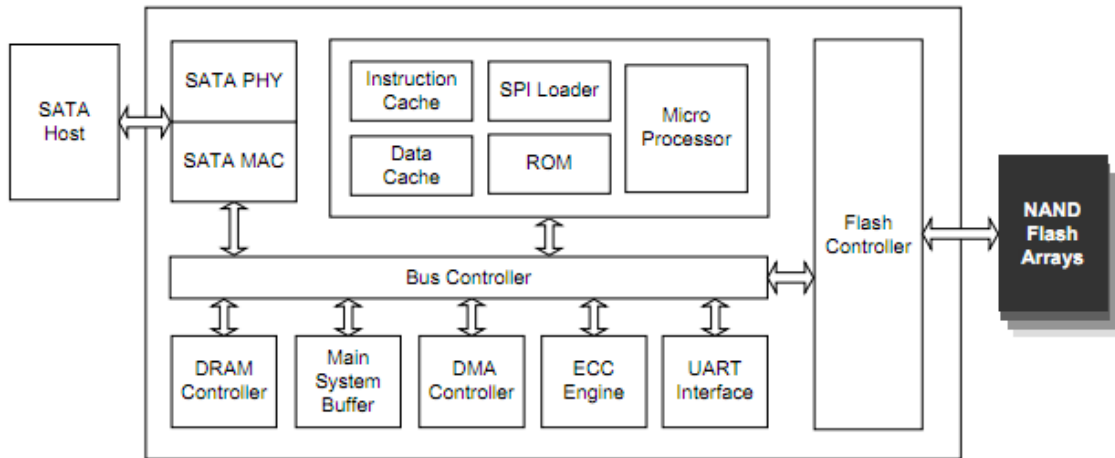 SATA
Host
SATA PHY
SATA MAC
Instruction
Cache
SPI Loader
Data
Cache
ROM
Micro
Processor
Flash
Controller
NAND
Flash
Arrays
Bus Controller
DRAM
Controller
Main
System
Buffer
DMA
Controller
ECC
Engine
UART
Interface